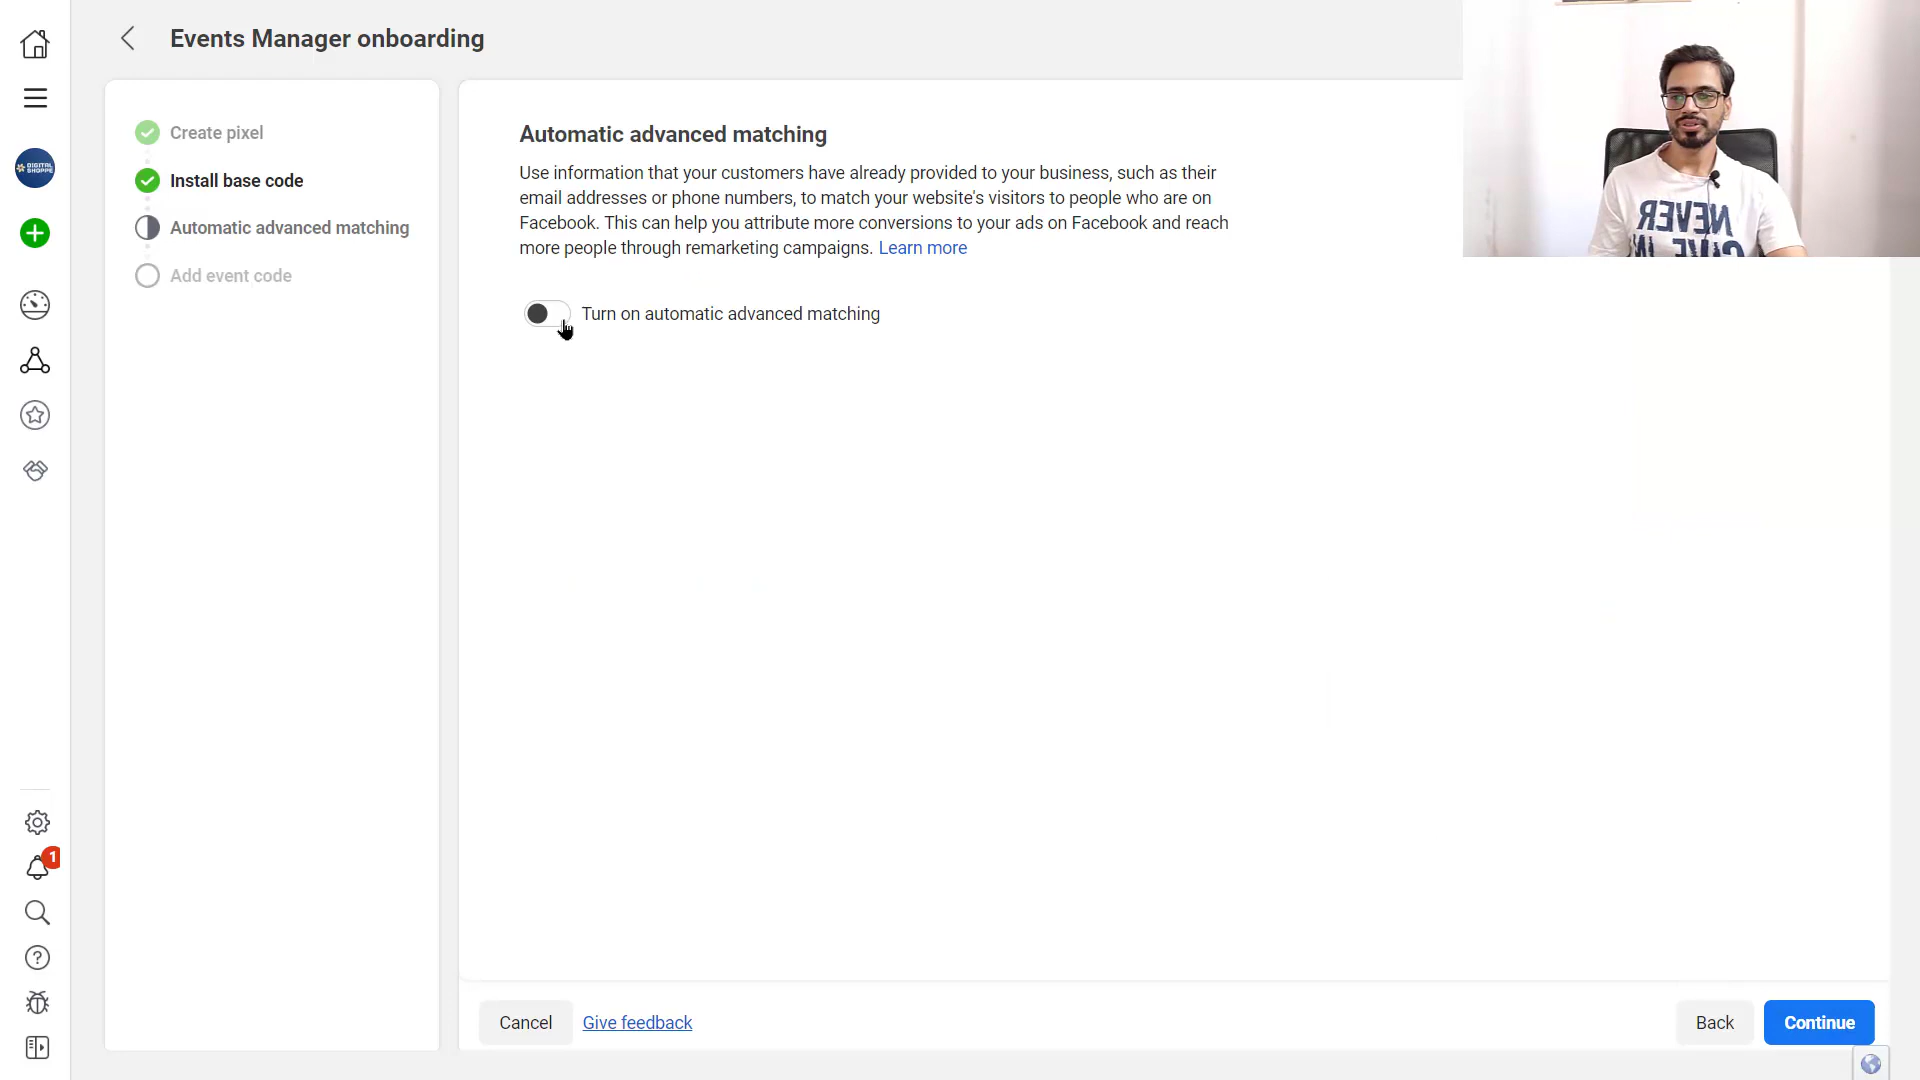 Events Manager onboarding
Create pixel
Install base code
Automatic advanced matching
Add event code
Automatic advanced matching
Use information that your customers have already provided to your business, such as their
email addresses or phone numbers, to match your website's visitors to people who are on
Facebook. This can help you attribute more conversions to your ads on Facebook and reach
more people through remarketing campaigns. Learn more
Turn on automatic advanced matching
NEVER
GIVE IN
DIGITAL
SHOPPE
1
Cancel
Give feedback
Back
Continue